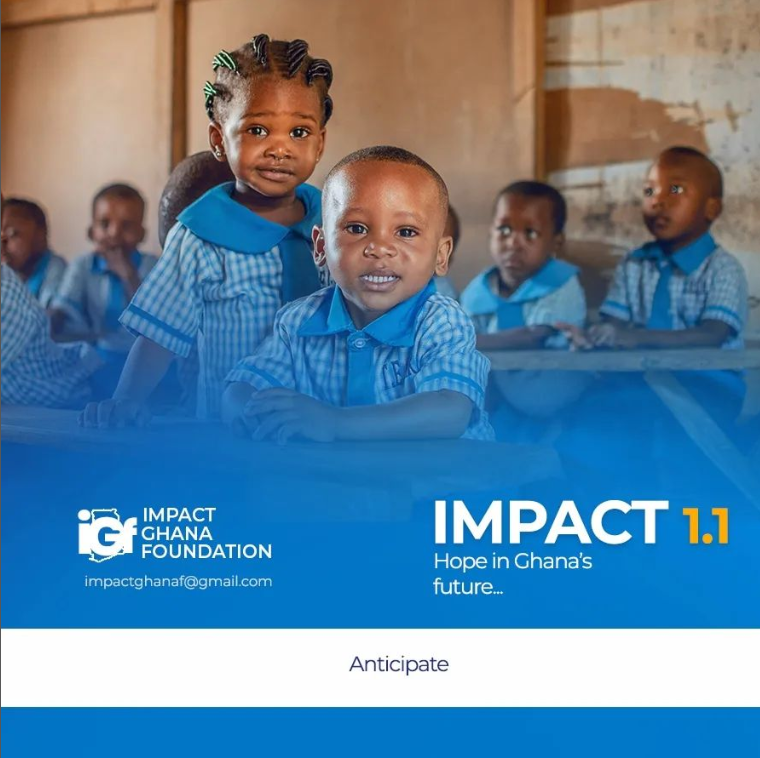 iGf
IMPACT
GHANA
FOUNDATION
impactghanaf@gmail.com
IMPACT 1.1
Hope in Ghana's
future...
Anticipate